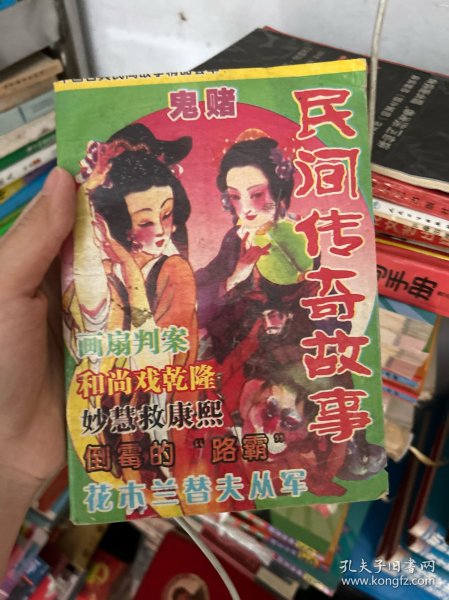 鬼赌
民间传奇故事
画扇判案
和尚戏乾隆
妙慧救康熙
倒霉的“路霸”
花木兰替夫从军
手册
孔夫子旧书网
www.kongfz.com